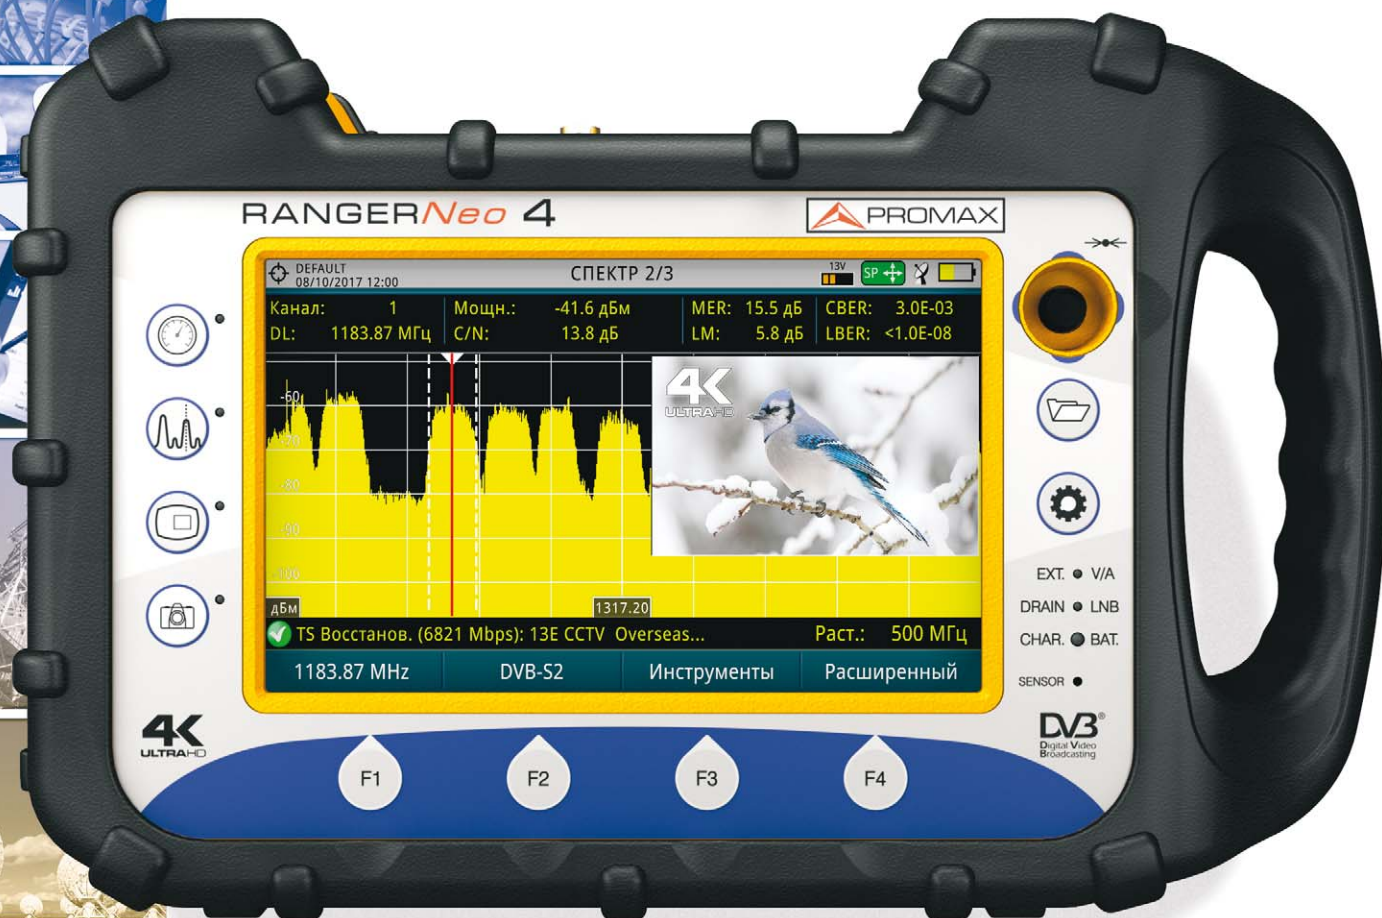 RANGERNeo 4
PROMAX
DEFAULT
08/10/2017 12:00
СПЕКТР 2/3
13V
SP
Канал: 1
Мощн.: -41.6 дБм
MER: 15.5 дБ
CBER: 3.0E-03
DL: 1183.87 МГц
C/N: 13.8 дБ
LM: 5.8 дБ
LBER: <1.0E-08
4K
ULTRAHD
-60
-70
-80
-90
-100
дБм
1317.20
TS Восстанов. (6821 Mbps): 13E CCTV Overseas...
Раст.: 500 МГц
1183.87 MHz
DVB-S2
Инструменты
Расширенный
EXT. V/A
DRAIN LNB
CHAR. BAT.
SENSOR
4K
ULTRAHD
DVB®
Digital Video
Broadcasting
F1
F2
F3
F4